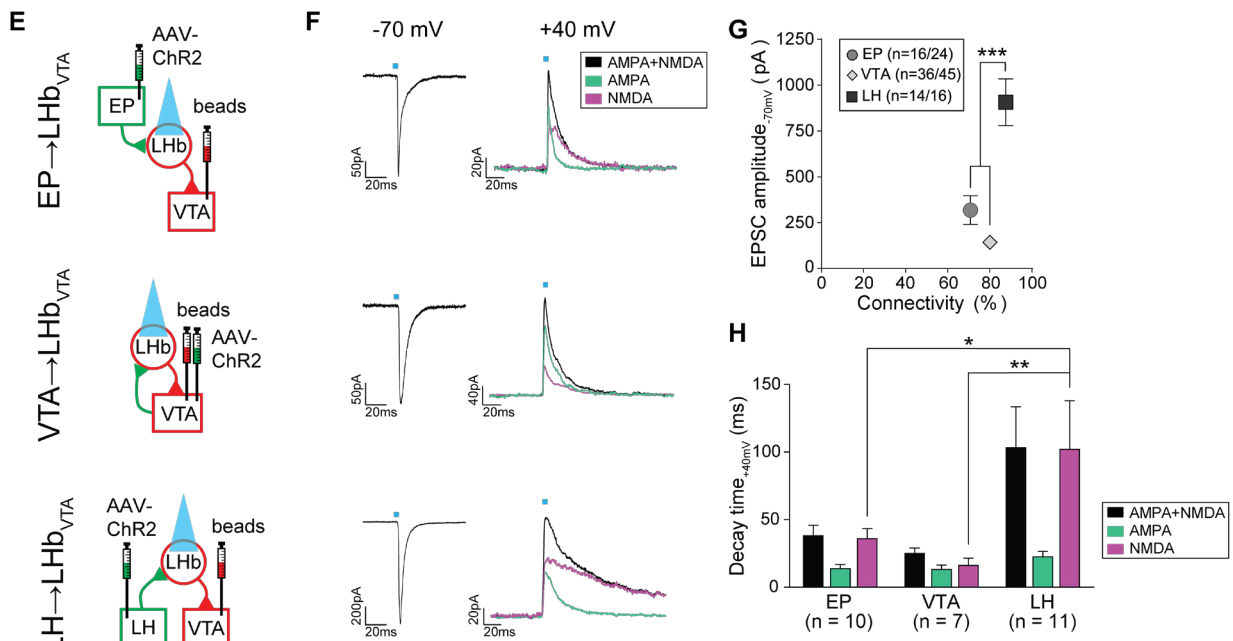 E
EP→LHbVTA
AAV-
ChR2
EP
beads
LHb
VTA
VTA→LHbVTA
beads
AAV-
ChR2
LHb
VTA
LH→LHbVTA
AAV-
ChR2
beads
LHb
LH
VTA
F
-70 mV
+40 mV
AMPA+NMDA
AMPA
NMDA
50pA
20ms
20pA
20ms
50pA
20ms
40pA
20ms
200pA
20ms
20pA
20ms
G
EP (n=16/24)
VTA (n=36/45)
LH (n=14/16)
***
EPSC amplitude-70mV (pA)
1250
1000
750
500
250
0
0 20 40 60 80 100
Connectivity (%)
H
*
**
Decay time+40mV (ms)
150
100
50
0
AMPA+NMDA
AMPA
NMDA
EP VTA LH
(n = 10) (n = 7) (n = 11)